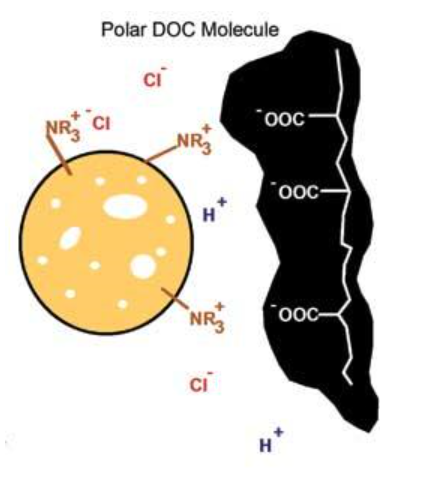 Polar DOC Molecule
Cl⁻
NR₃⁺ ⁻Cl
⁻OOC
NR₃⁺
⁻OOC
H⁺
⁻OOC
NR₃⁺
Cl⁻
H⁺